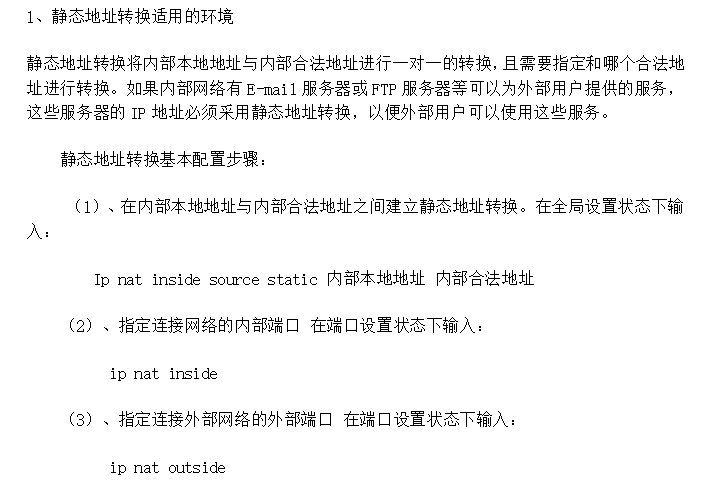 1、静态地址转换适用的环境
静态地址转换将内部本地地址与内部合法地址进行一对一的转换,且需要指定和哪个合法地
址进行转换。如果内部网络有E-mail服务器或FTP服务器等可以为外部用户提供的服务,
这些服务器的IP地址必须采用静态地址转换,以便外部用户可以使用这些服务。
静态地址转换基本配置步骤:
(1)、在内部本地地址与内部合法地址之间建立静态地址转换。在全局设置状态下输
入:
Ip nat inside source static 内部本地地址 内部合法地址
(2)、指定连接网络的内部端口 在端口设置状态下输入:
ip nat inside
(3)、指定连接外部网络的外部端口 在端口设置状态下输入:
ip nat outside